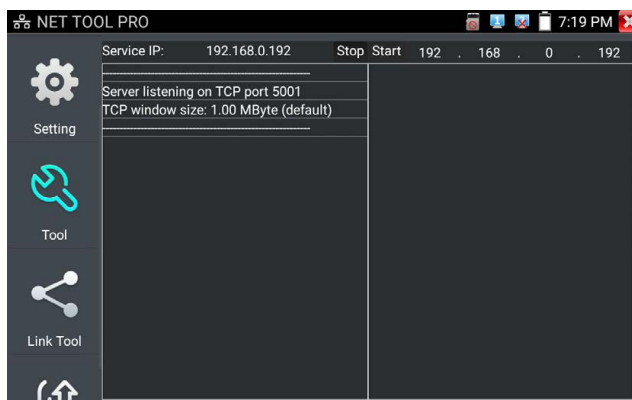 NET TOOL PRO 1 7:19 PM
Service IP: 192.168.0.192 Stop Start 192 . 168 . 0 . 192
------------------------------------------------------------
Server listening on TCP port 5001
TCP window size: 1.00 MByte (default)
------------------------------------------------------------
Setting
Tool
Link Tool